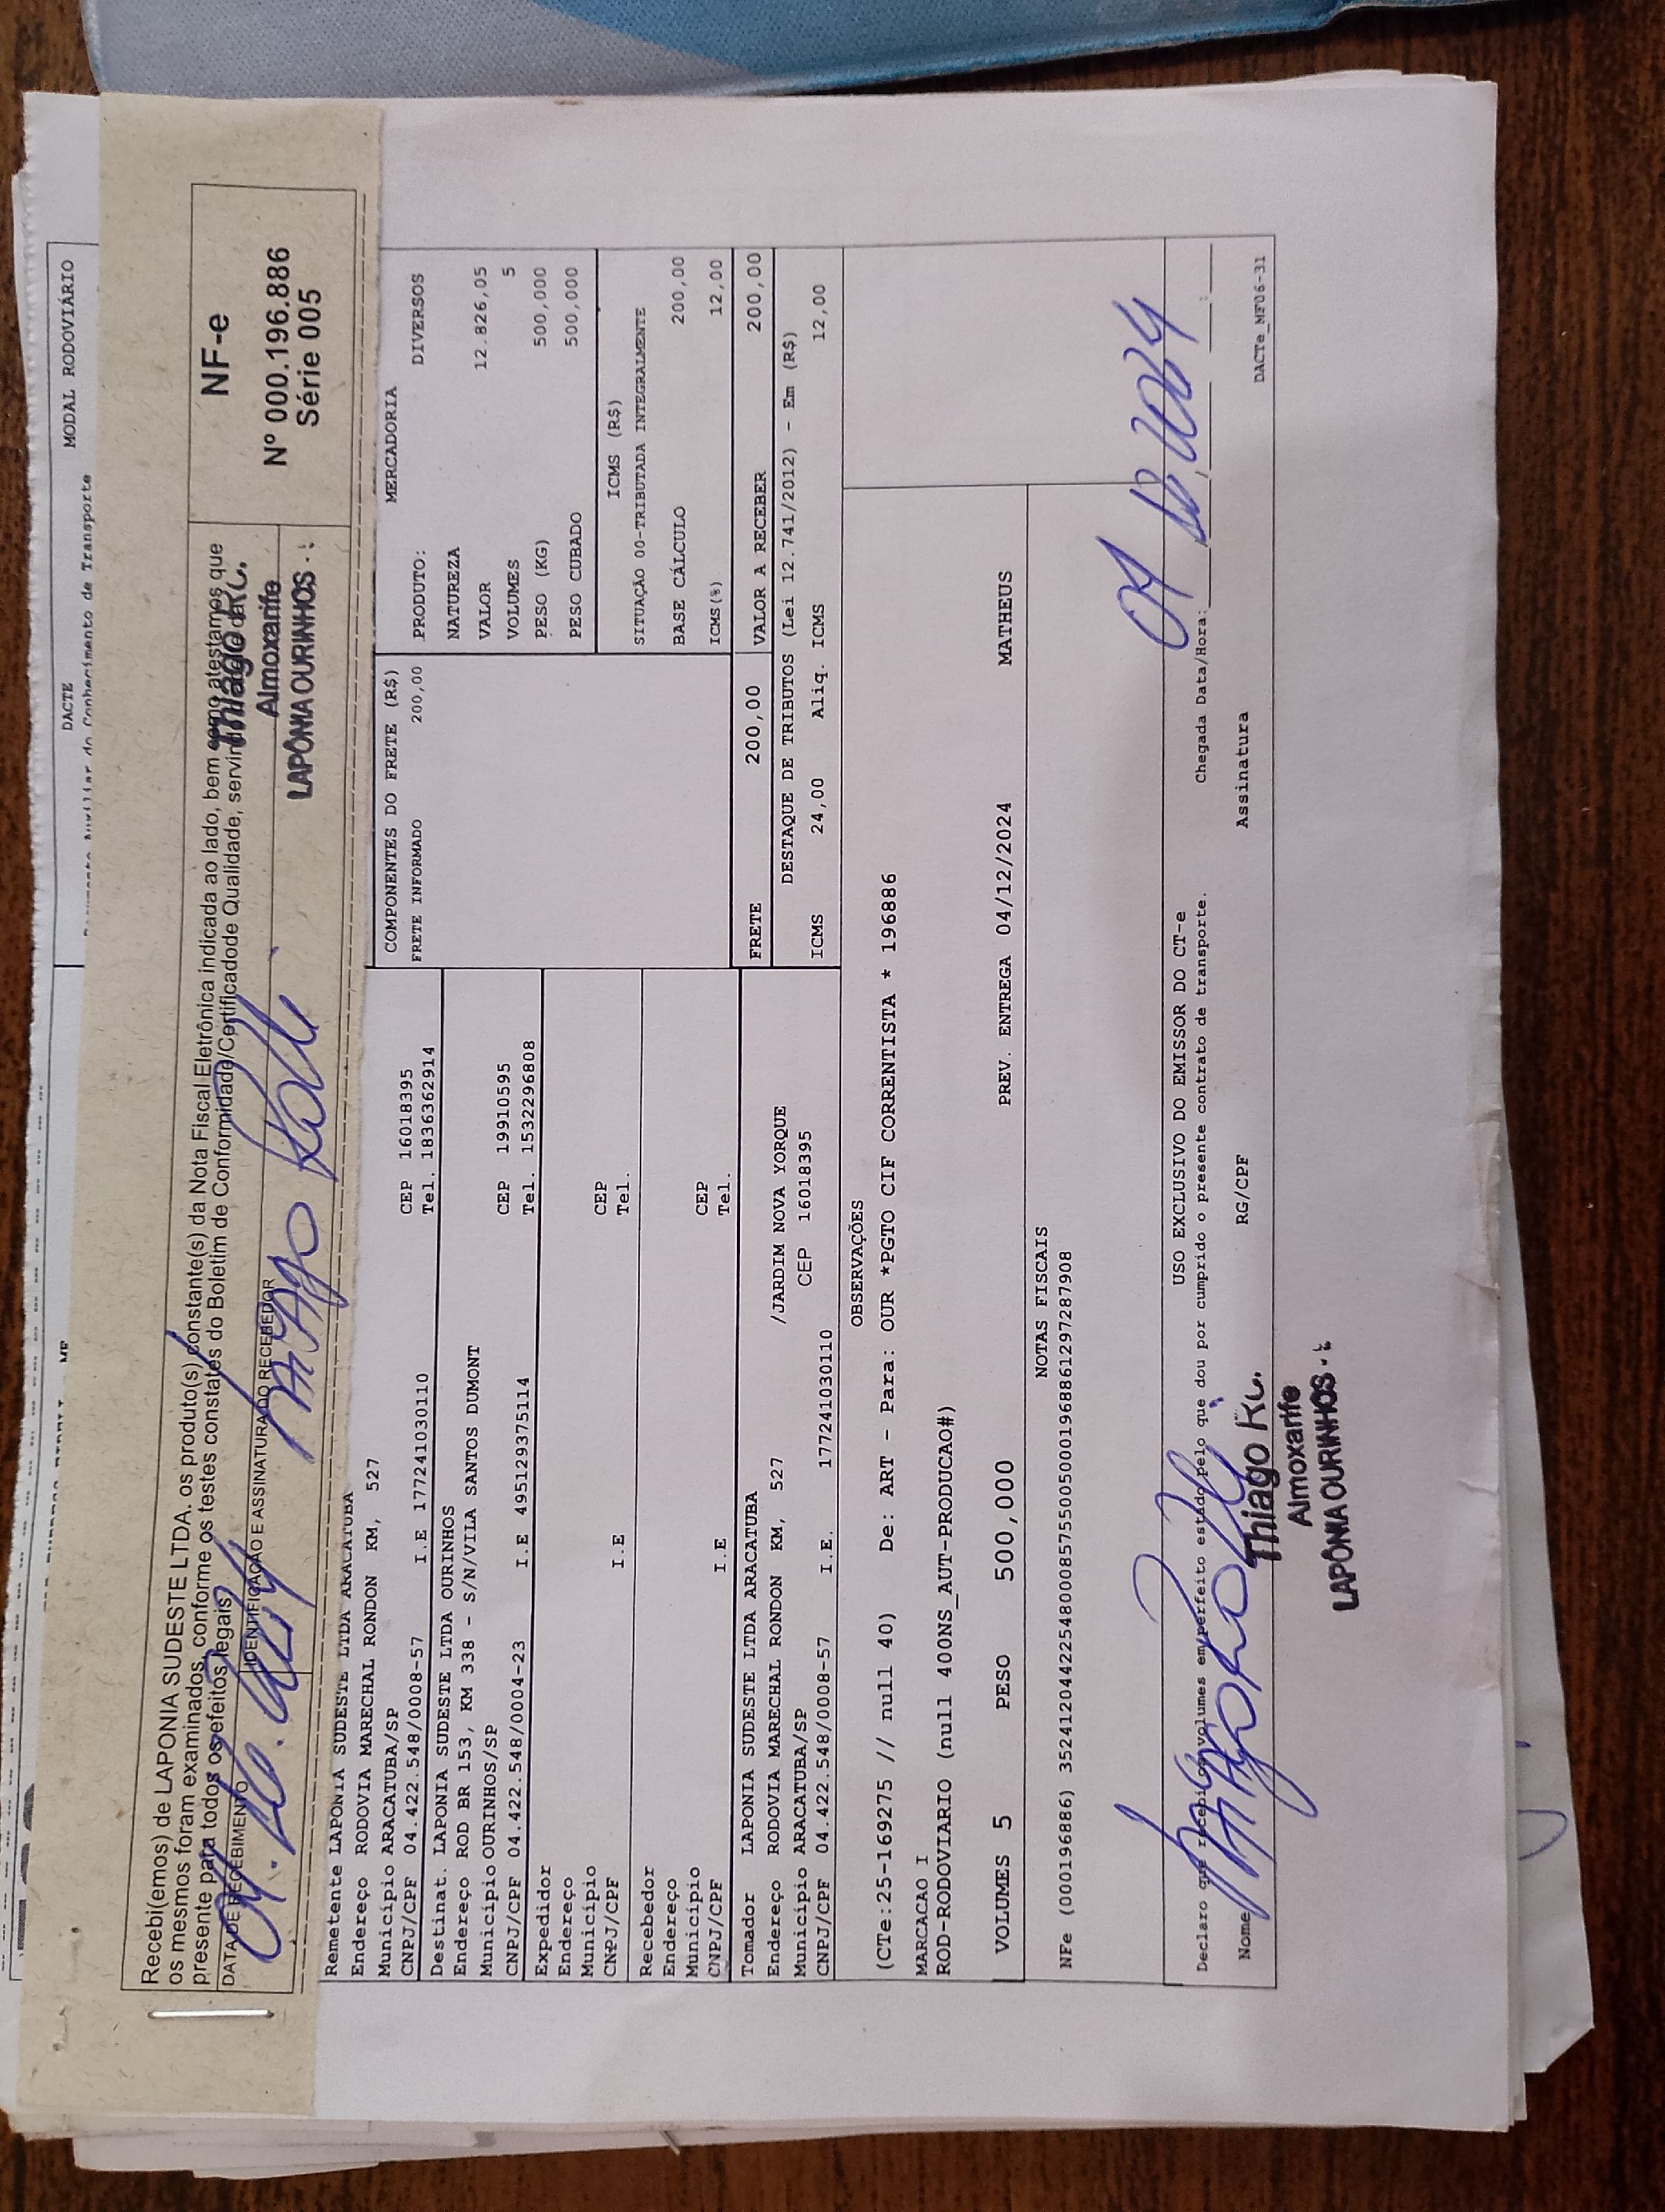 DACTE
MODAL RODOVIÁRIO
Documento Auxiliar do Conhecimento de Transporte
Recebi(emos) de LAPONIA SUDESTE LTDA. os produto(s) constante(s) da Nota Fiscal Eletrônica indicada ao lado, bem como atestamos que
os mesmos foram examinados, conforme os testes constates do Boletim de Conformidade/Certificadode Qualidade, servindo
presente para todos os efeitos legais
DATA DE RECEBIMENTO
IDENTIFICAÇÃO E ASSINATURA DO RECEBEDOR
Thiago
Almoxarife
LAPÔNIA OURINHOS
NF-e
Nº 000.196.886
Série 005
Remetente LAPONIA SUDESTE LTDA ARACATUBA
Endereço RODOVIA MARECHAL RONDON KM, 527
Município ARACATUBA/SP CEP 16018395
CNPJ/CPF 04.422.548/0008-57 I.E 177241030110 Tel. 1836362914
Destinat. LAPONIA SUDESTE LTDA OURINHOS
Endereço ROD BR 153, KM 338 - S/N/VILA SANTOS DUMONT
Município OURINHOS/SP CEP 19910595
CNPJ/CPF 04.422.548/0004-23 I.E 495129375114 Tel. 1532296808
Expedidor
Endereço
Município CEP
CNPJ/CPF I.E Tel.
Recebedor
Endereço
Município CEP
CNPJ/CPF I.E Tel.
Tomador LAPONIA SUDESTE LTDA ARACATUBA
Endereço RODOVIA MARECHAL RONDON KM, 527 /JARDIM NOVA YORQUE
Município ARACATUBA/SP CEP 16018395
CNPJ/CPF 04.422.548/0008-57 I.E. 177241030110
COMPONENTES DO FRETE (R$)
FRETE INFORMADO 200,00
MERCADORIA
PRODUTO: DIVERSOS
NATUREZA
VALOR 12.826,05
VOLUMES 5
PESO (KG) 500,000
PESO CUBADO 500,000
ICMS (R$)
SITUAÇÃO 00-TRIBUTADA INTEGRALMENTE
BASE CÁLCULO 200,00
ICMS(%) 12,00
FRETE 200,00 VALOR A RECEBER 200,00
DESTAQUE DE TRIBUTOS (Lei 12.741/2012) - Em (R$)
ICMS 24,00 Aliq. ICMS 12,00
OBSERVAÇÕES
(CTe:25-169275 // null 40) De: ART - Para: OUR *PGTO CIF CORRENTISTA * 196886
MARCACAO I
ROD-RODOVIARIO (null 400NS_AUT-PRODUCAO#)
VOLUMES 5 PESO 500,000 PREV. ENTREGA 04/12/2024 MATHEUS
NOTAS FISCAIS
NFe (000196886) 35241204422548000857550050001968861297287908
USO EXCLUSIVO DO EMISSOR DO CT-e
Declaro que recebi os volumes em perfeito estado pelo que dou por cumprido o presente contrato de transporte. Chegada Data/Hora:
Nome RG/CPF Assinatura
Thiago
Almoxarife
LAPÔNIA OURINHOS
DACTe_MF06-31